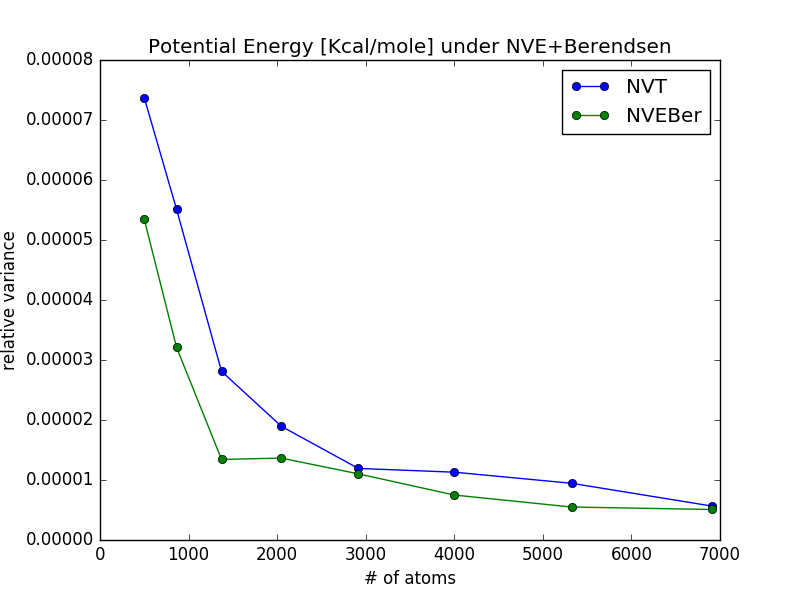 Potential Energy [Kcal/mole] under NVE+Berendsen
0.00008
0.00007
0.00006
0.00005
0.00004
0.00003
0.00002
0.00001
0.00000
relative variance
NVT
NVEBer
0 1000 2000 3000 4000 5000 6000 7000
# of atoms